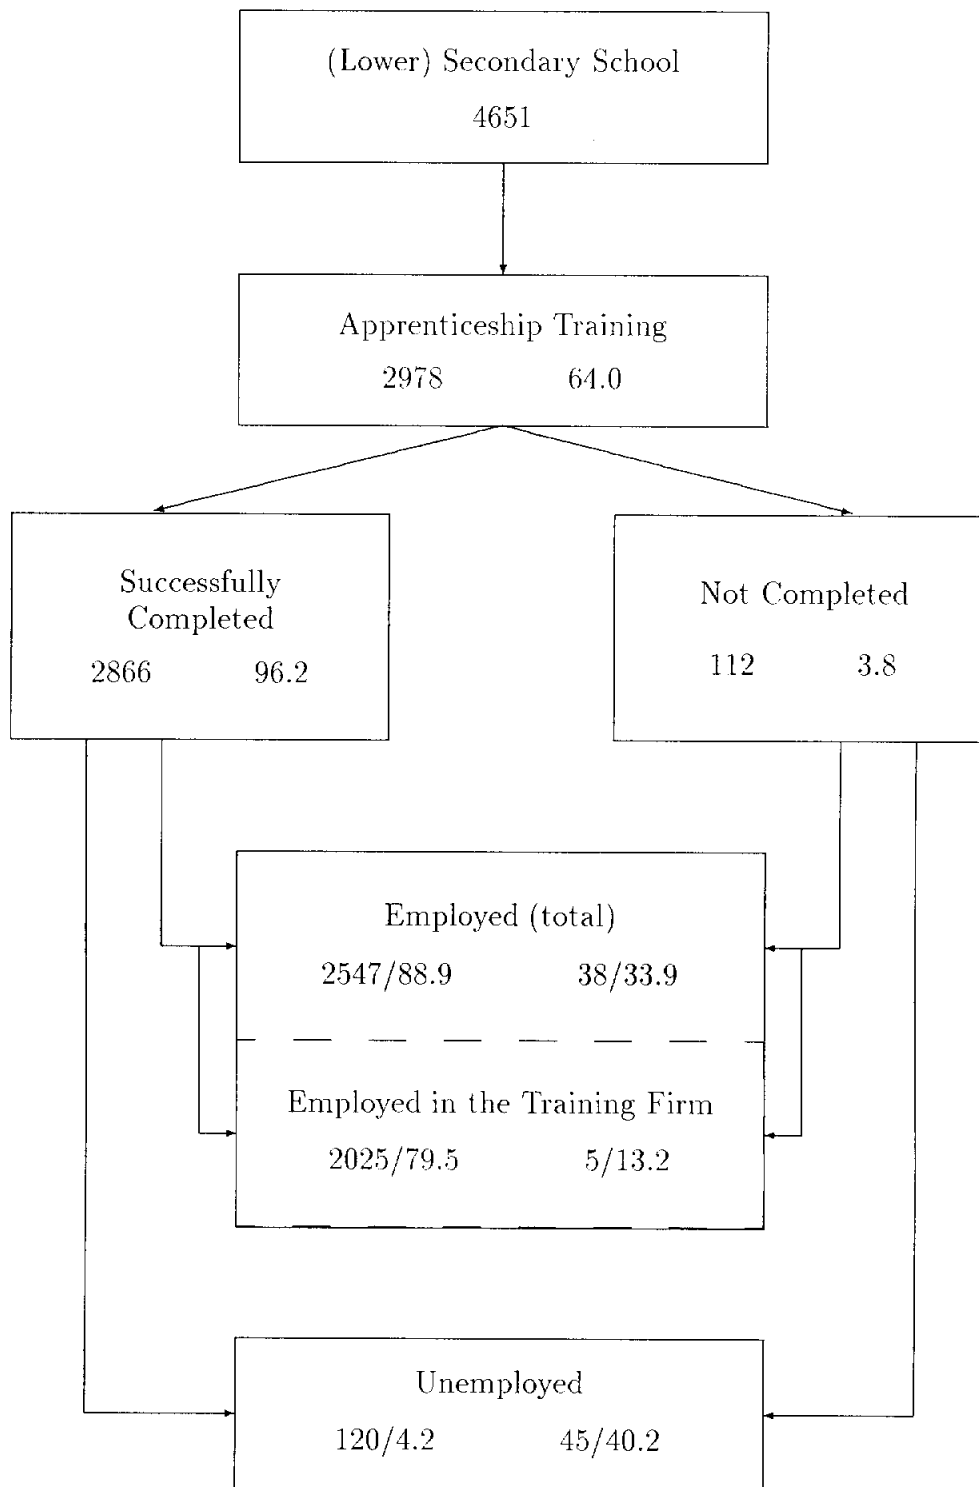 (Lower) Secondary School
4651
Apprenticeship Training
2978 64.0
Successfully
Completed
2866 96.2
Not Completed
112 3.8
Employed (total)
2547/88.9 38/33.9
Employed in the Training Firm
2025/79.5 5/13.2
Unemployed
120/4.2 45/40.2